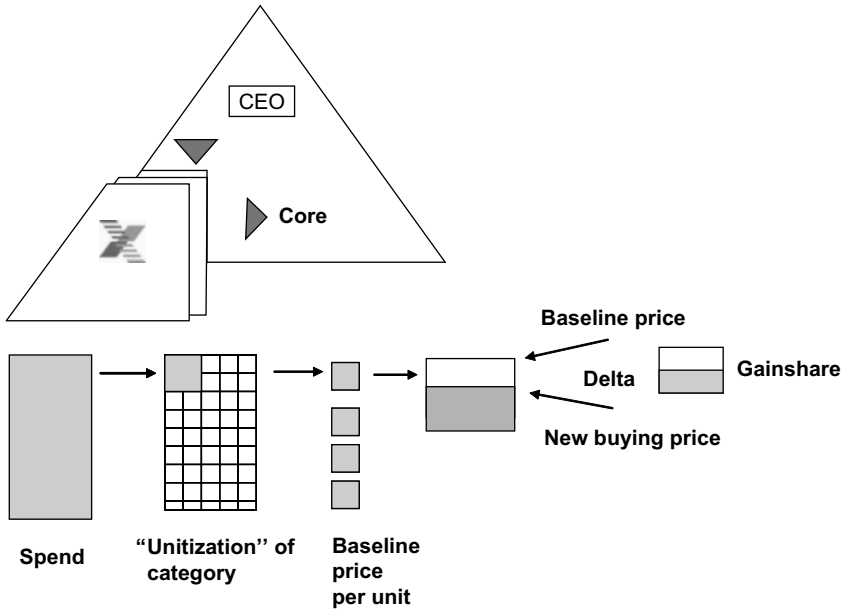 CEO
Core
Baseline price
Delta
Gainshare
New buying price
Spend
“Unitization’’ of
category
Baseline
price
per unit